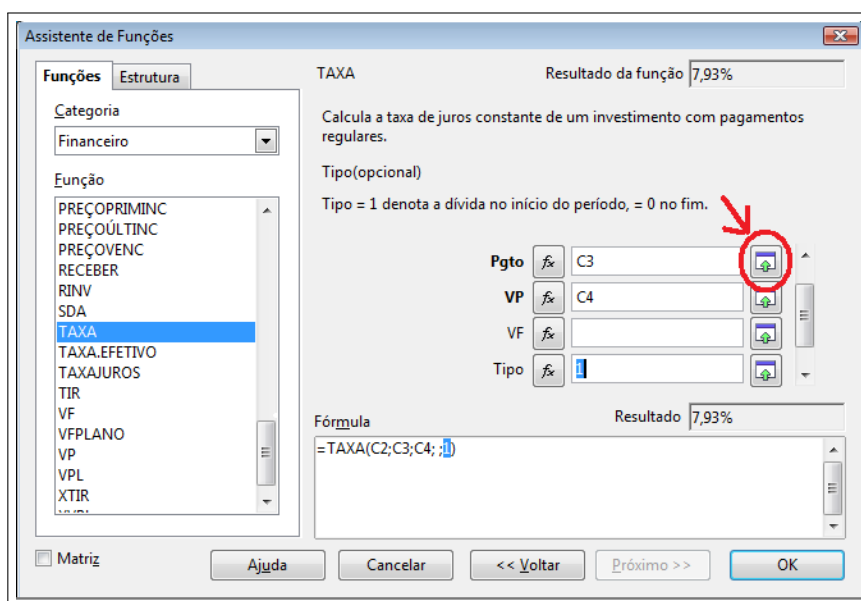 Assistente de Funções
Funções
Estrutura
Categoria
Financeiro
Função
PREÇOPRIMINC
PREÇOÚLTINC
PREÇOVENC
RECEBER
RINV
SDA
TAXA
TAXA.EFETIVO
TAXAJUROS
TIR
VF
VFPLANO
VP
VPL
XTIR
Matriz
TAXA
Resultado da função 7,93%
Calcula a taxa de juros constante de um investimento com pagamentos
regulares.
Tipo(opcional)
Tipo = 1 denota a dívida no início do período, = 0 no fim.
Pgto fx C3
VP fx C4
VF fx
Tipo fx 1
Fórmula
Resultado 7,93%
=TAXA(C2;C3;C4; ;1)
Ajuda
Cancelar
<< Voltar
Próximo >>
OK